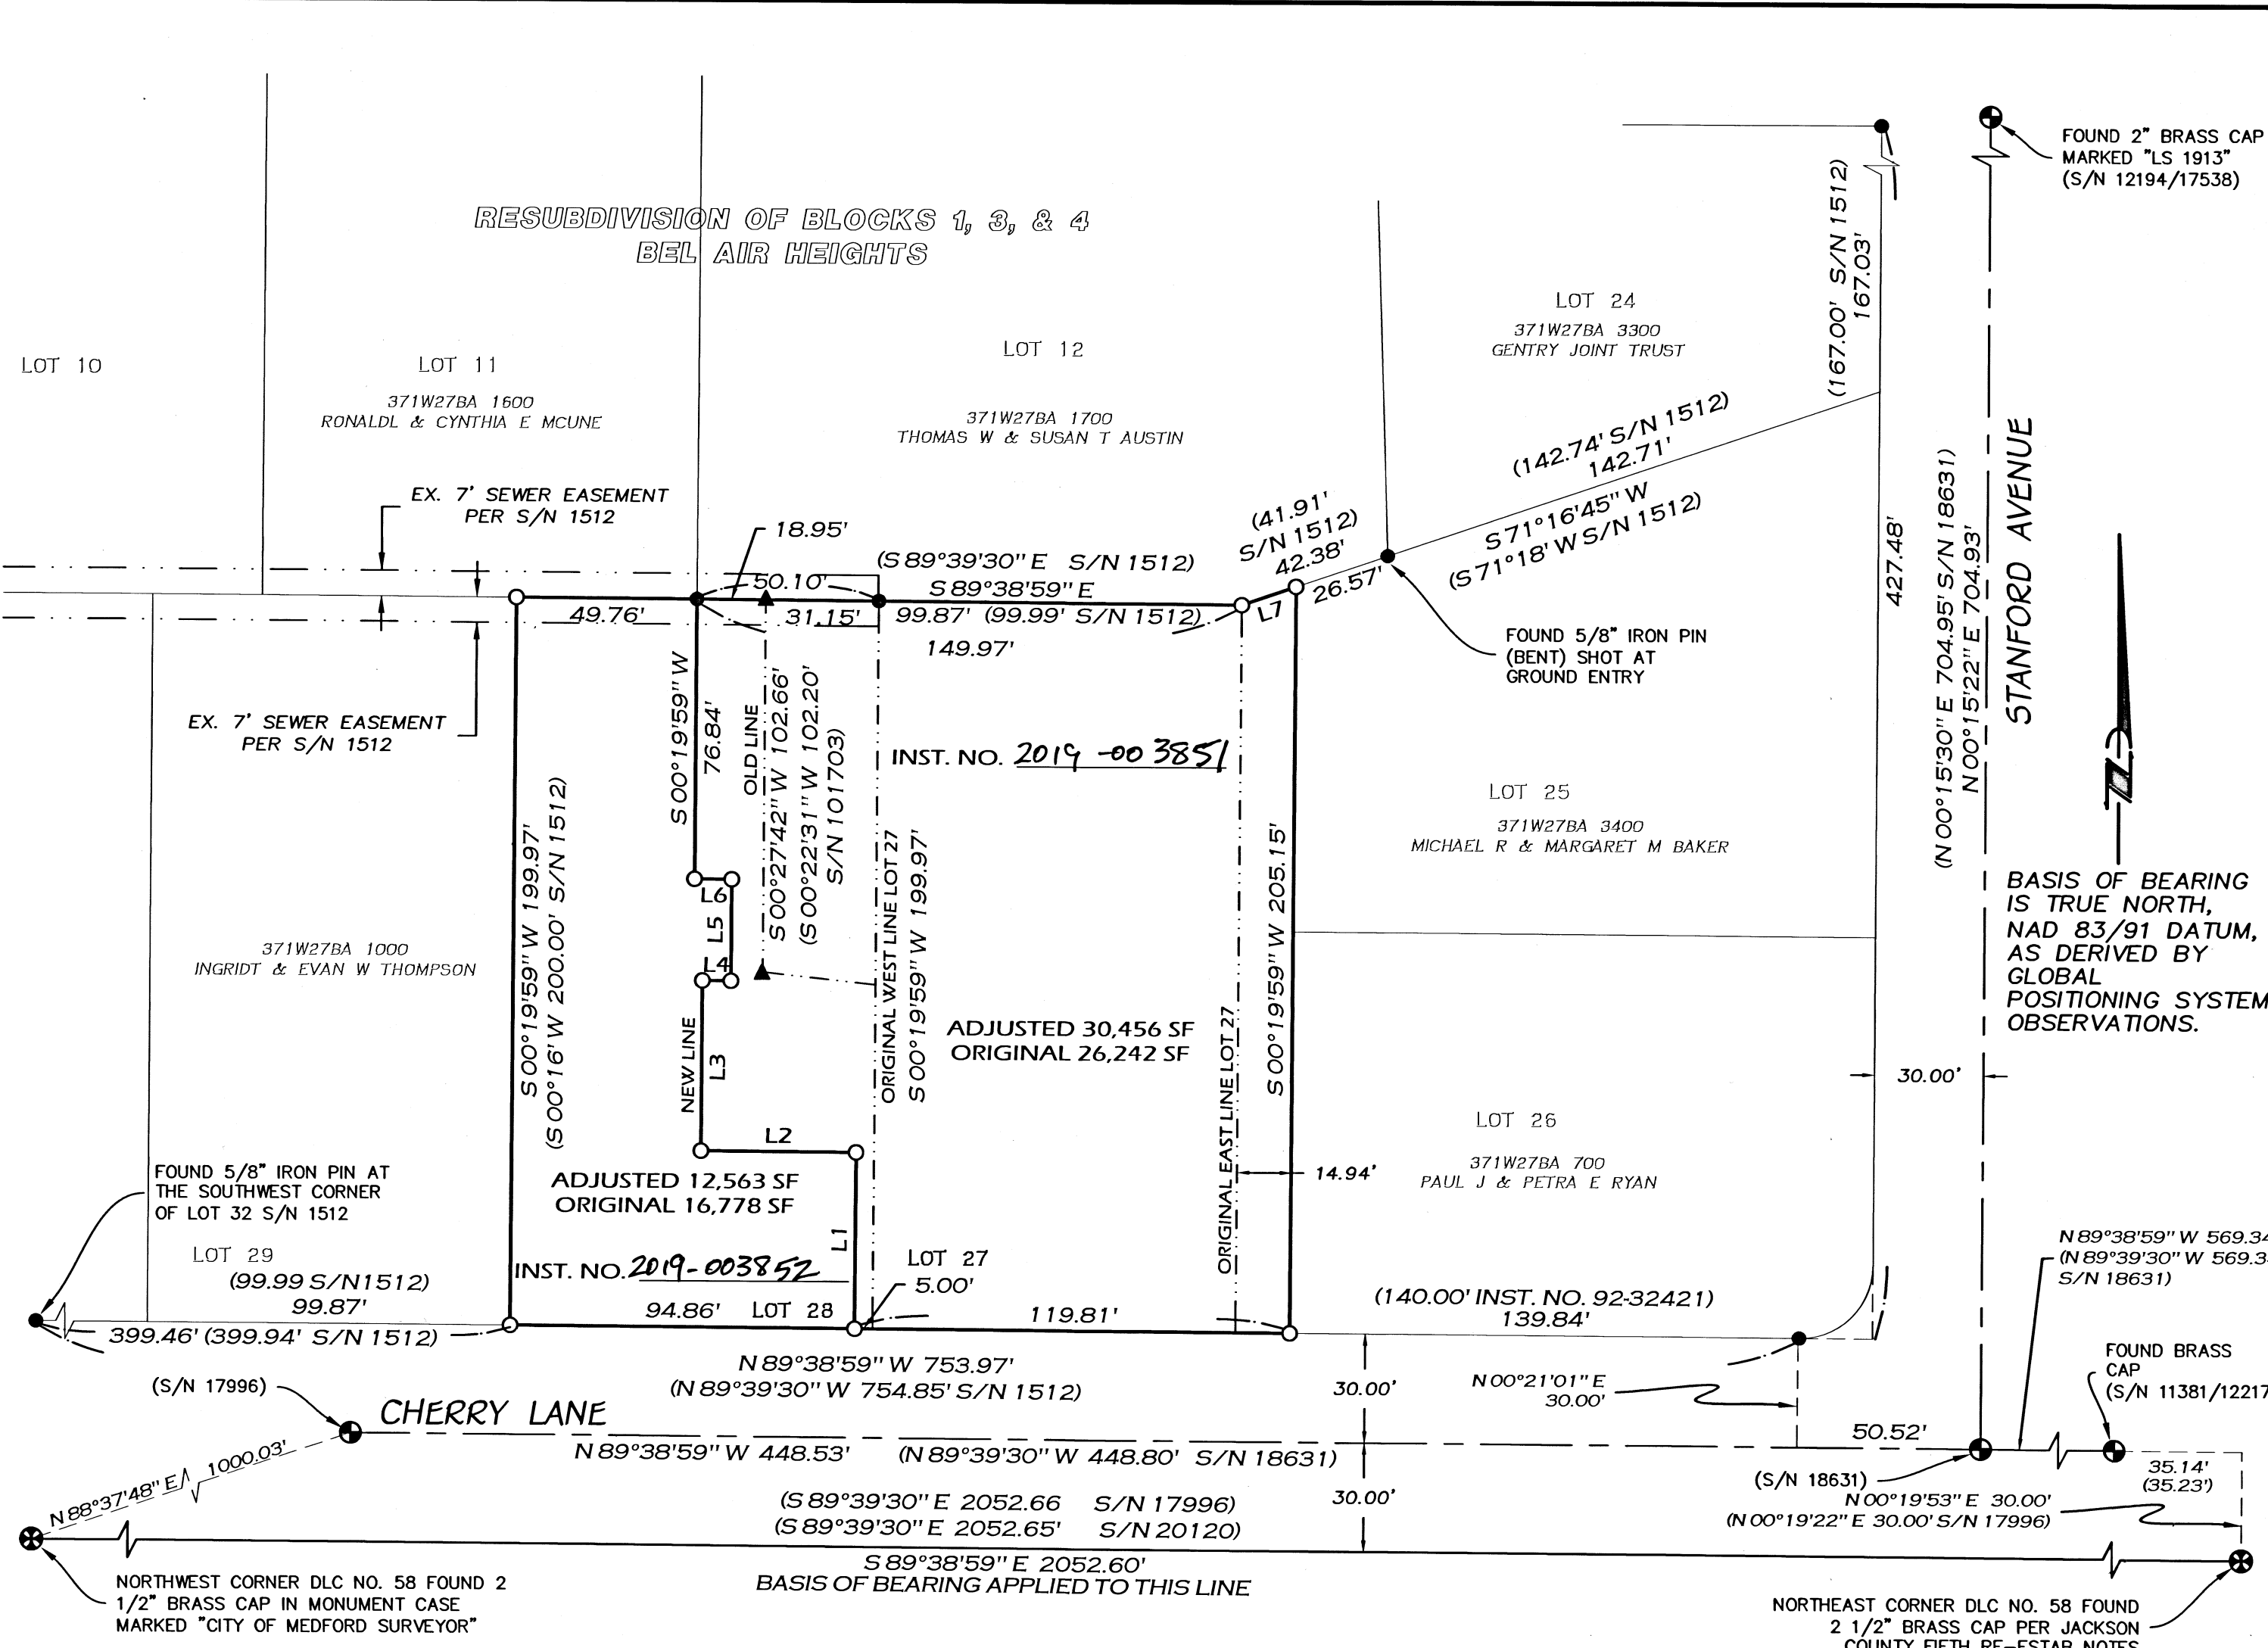 FOUND 2" BRASS CAP
MARKED "LS 1913"
(S/N 12194/17538)
RESUBDIVISION OF BLOCKS 1, 3, & 4
BEL AIR HEIGHTS
(167.00' S/N 1512)
167.03'
LOT 10
LOT 11
371W27BA 1600
RONALDL & CYNTHIA E MCUNE
LOT 12
371W27BA 1700
THOMAS W & SUSAN T AUSTIN
LOT 24
371W27BA 3300
GENTRY JOINT TRUST
(142.74' S/N 1512)
142.71'
S 71°16'45" W
(S 71°18' W S/N 1512)
EX. 7' SEWER EASEMENT
PER S/N 1512
18.95'
(S 89°39'30" E S/N 1512)
50.10'
S 89°38'59" E
49.76'
31.15'
99.87' (99.99' S/N 1512)
149.97'
(41.91'
S/N 1512)
42.38'
L7
26.57'
FOUND 5/8" IRON PIN
(BENT) SHOT AT
GROUND ENTRY
427.48'
(N 00°15'30" E 704.95' S/N 18631)
N 00°15'22" E 704.93'
STANFORD AVENUE
N
EX. 7' SEWER EASEMENT
PER S/N 1512
S 00°19'59" W
76.84'
OLD LINE
S 00°27'42" W 102.66'
(S 00°22'31" W 102.20'
S/N 101703)
INST. NO. 2019-003851
ORIGINAL WEST LINE LOT 27
S 00°19'59" W 199.97'
S 00°19'59" W 199.97'
(S 00°16' W 200.00' S/N 1512)
S 00°19'59" W 205.15'
LOT 25
371W27BA 3400
MICHAEL R & MARGARET M BAKER
BASIS OF BEARING
IS TRUE NORTH,
NAD 83/91 DATUM,
AS DERIVED BY
GLOBAL
POSITIONING SYSTEM
OBSERVATIONS.
371W27BA 1000
INGRIDT & EVAN W THOMPSON
L6
L5
L4
L3
NEW LINE
L2
L1
ADJUSTED 30,456 SF
ORIGINAL 26,242 SF
ORIGINAL EAST LINE LOT 27
14.94'
30.00'
LOT 26
371W27BA 700
PAUL J & PETRA E RYAN
FOUND 5/8" IRON PIN AT
THE SOUTHWEST CORNER
OF LOT 32 S/N 1512
ADJUSTED 12,563 SF
ORIGINAL 16,778 SF
INST. NO. 2019-003852
LOT 29
(99.99 S/N1512)
99.87'
399.46' (399.94' S/N 1512)
94.86'
LOT 28
LOT 27
5.00'
119.81'
(140.00' INST. NO. 92-32421)
139.84'
N 89°38'59" W 569.34
(N 89°39'30" W
S/N 18631)
N 89°38'59" W 753.97'
(N 89°39'30" W 754.85' S/N 1512)
(S/N 17996)
CHERRY LANE
30.00'
N 00°21'01" E
30.00'
FOUND BRASS
CAP
(S/N 11381/12217
50.52'
N 89°38'59" W 448.53'
(N 89°39'30" W 448.80' S/N 18631)
N 88°37'48" E
1000.03'
(S 89°39'30" E 2052.66 S/N 17996)
(S 89°39'30" E 2052.65' S/N 20120)
30.00'
(S/N 18631)
35.14'
(35.23')
N 00°19'53" E 30.00'
(N 00°19'22" E 30.00' S/N 17996)
S 89°38'59" E 2052.60'
BASIS OF BEARING APPLIED TO THIS LINE
NORTHWEST CORNER DLC NO. 58 FOUND 2
1/2" BRASS CAP IN MONUMENT CASE
MARKED "CITY OF MEDFORD SURVEYOR"
NORTHEAST CORNER DLC NO. 58 FOUND
2 1/2" BRASS CAP PER JACKSON
COUNTY FIFTH RE-ESTAB NOTES